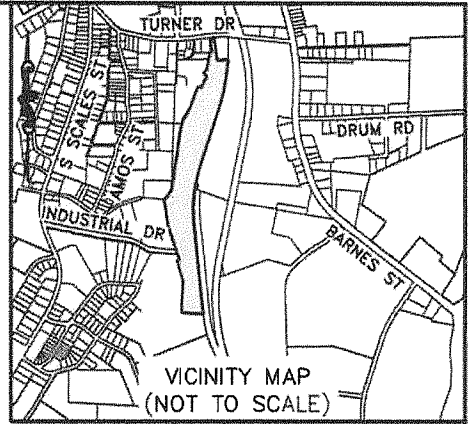 TURNER DR
S SCALES ST
AMOS ST
DRUM RD
INDUSTRIAL DR
BARNES ST
VICINITY MAP
(NOT TO SCALE)